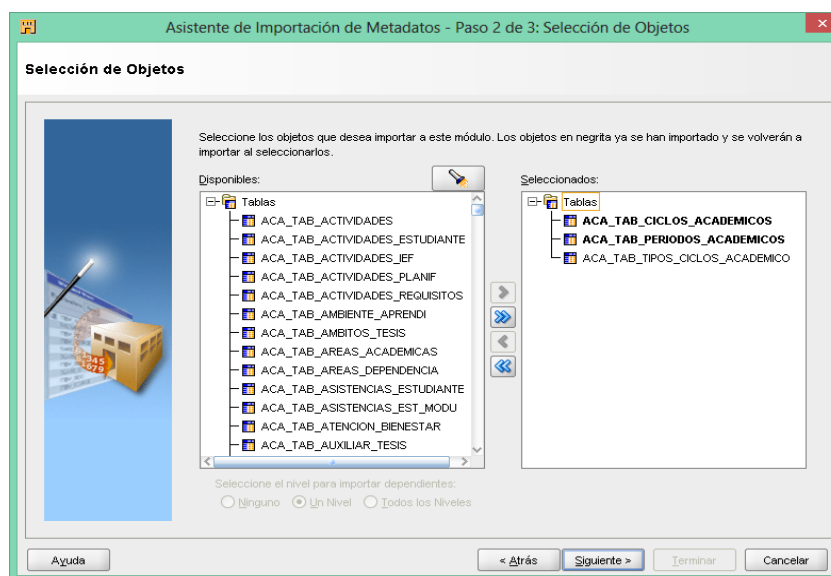 Asistente de Importación de Metadatos - Paso 2 de 3: Selección de Objetos
Selección de Objetos
Seleccione los objetos que desea importar a este módulo. Los objetos en negrita ya se han importado y se volverán a
importar al seleccionarlos.
Disponibles:
Tablas
ACA_TAB_ACTIVIDADES
ACA_TAB_ACTIVIDADES_ESTUDIANTE
ACA_TAB_ACTIVIDADES_IEF
ACA_TAB_ACTIVIDADES_PLANIF
ACA_TAB_ACTIVIDADES_REQUISITOS
ACA_TAB_AMBIENTE_APRENDI
ACA_TAB_AMBITOS_TESIS
ACA_TAB_AREAS_ACADEMICAS
ACA_TAB_AREAS_DEPENDENCIA
ACA_TAB_ASISTENCIAS_ESTUDIANTE
ACA_TAB_ASISTENCIAS_EST_MODU
ACA_TAB_ATENCION_BIENESTAR
ACA_TAB_AUXILIAR_TESIS
Seleccionados:
Tablas
ACA_TAB_CICLOS_ACADEMICOS
ACA_TAB_PERIODOS_ACADEMICOS
ACA_TAB_TIPOS_CICLOS_ACADEMICO
Seleccione el nivel para importar dependientes:
Ninguno Un Nivel Todos los Niveles
Ayuda < Atrás Siguiente > Terminar Cancelar